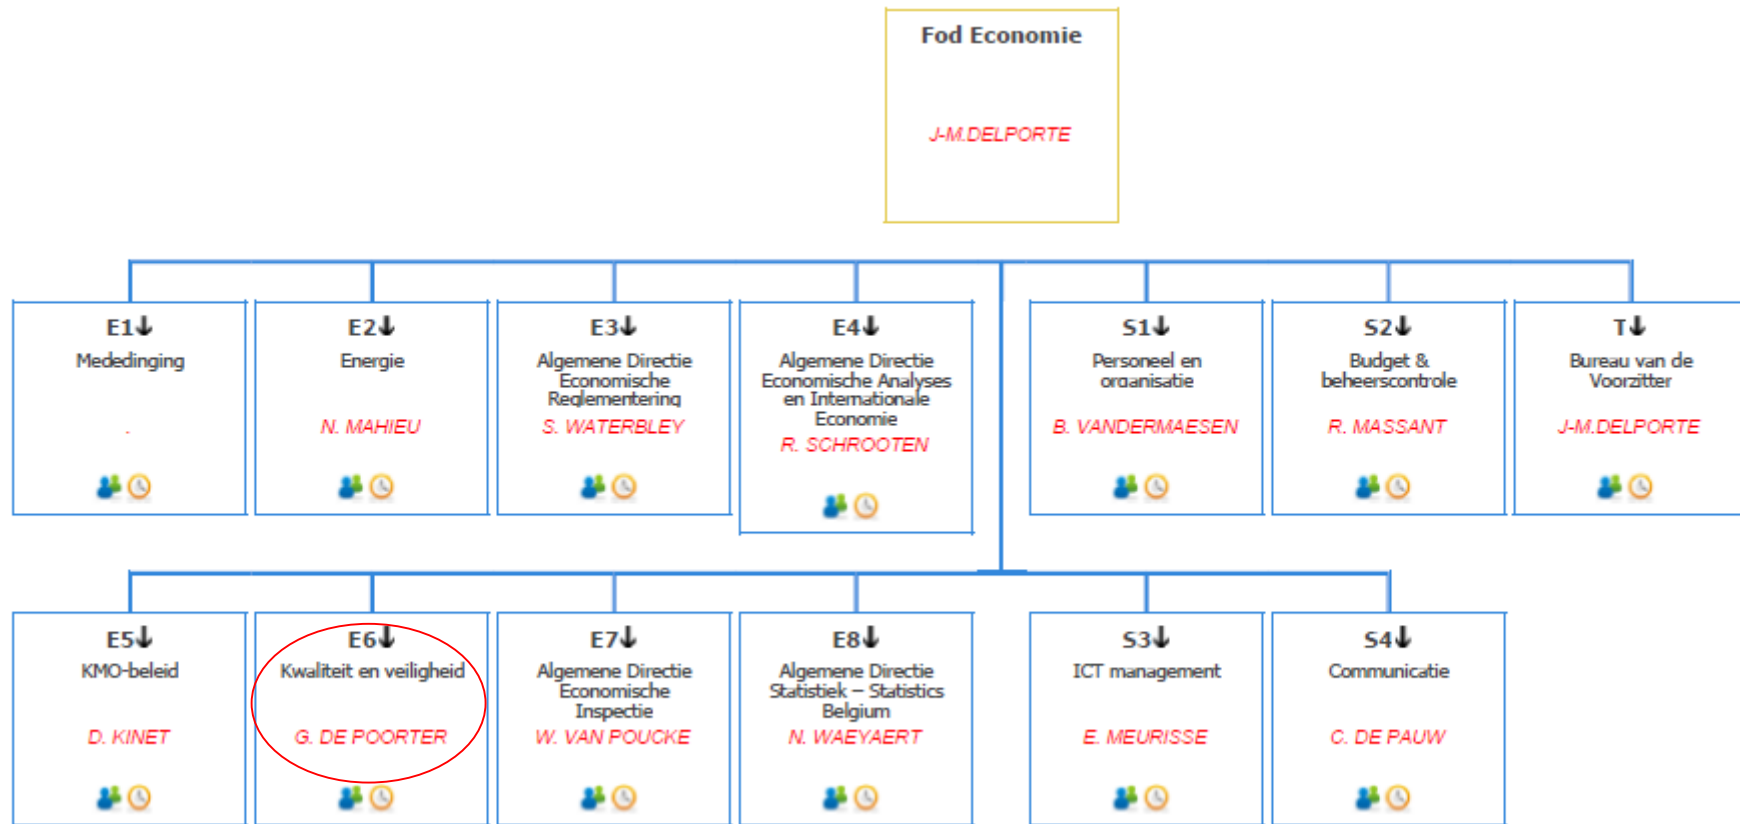 Fod Economie
J-M.DELPORTE
E1
Mededinging
.
E2
Energie
N. MAHIEU
E3
Algemene Directie
Economische
Reglementering
S. WATERBLEY
E4
Algemene Directie
Economische Analyses
en Internationale
Economie
R. SCHROOTEN
S1
Personeel en
organisatie
B. VANDERMAESEN
S2
Budget &
beheerscontrole
R. MASSANT
T
Bureau van de
Voorzitter
J-M.DELPORTE
E5
KMO-beleid
D. KINET
E6
Kwaliteit en veiligheid
G. DE POORTER
E7
Algemene Directie
Economische
Inspectie
W. VAN POUCKE
E8
Algemene Directie
Statistiek – Statistics
Belgium
N. WAEYAERT
S3
ICT management
E. MEURISSE
S4
Communicatie
C. DE PAUW